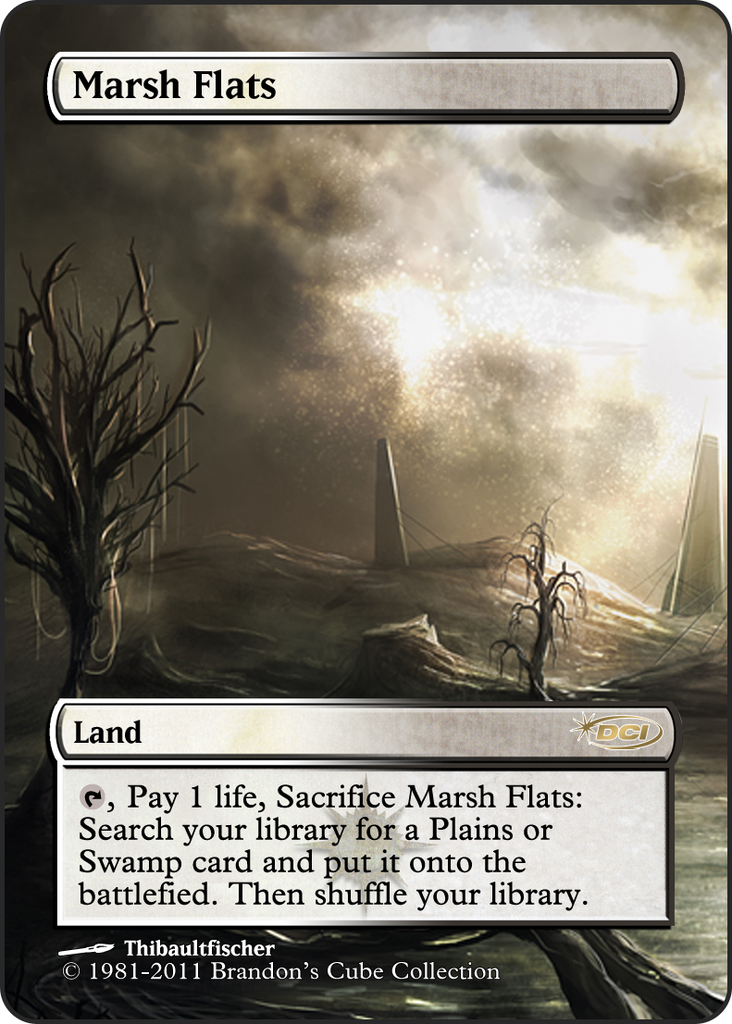 Marsh Flats
Land
DCI
, Pay 1 life, Sacrifice Marsh Flats:
Search your library for a Plains or
Swamp card and put it onto the
battlefied. Then shuffle your library.
Thibaultfischer
© 1981-2011 Brandon's Cube Collection